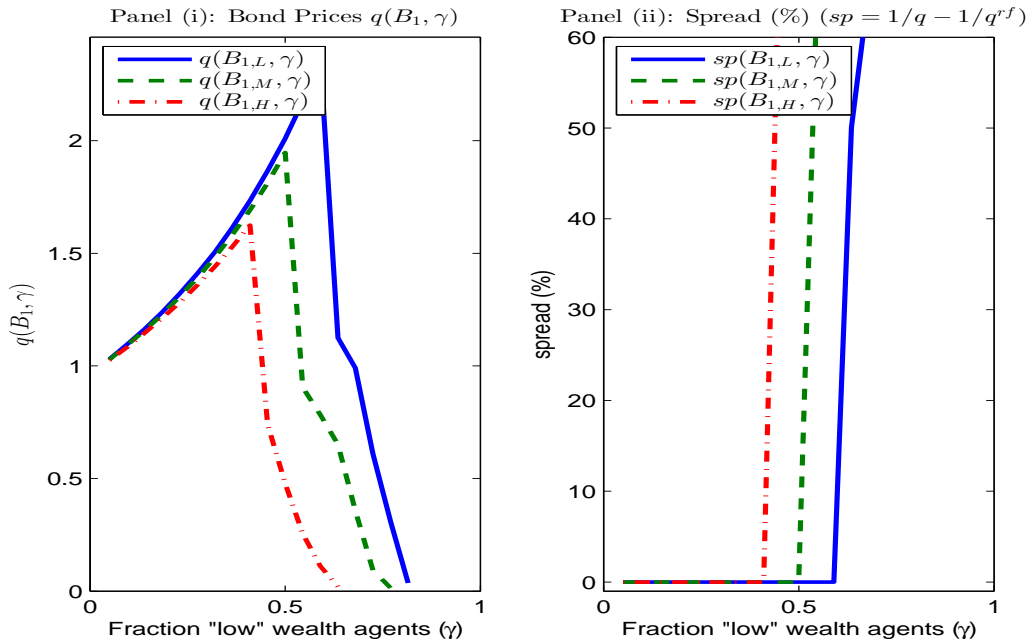 Panel (i): Bond Prices q(B₁, γ)
q(B₁,L, γ)
q(B₁,M, γ)
q(B₁,H, γ)
q(B₁, γ)
2
1.5
1
0.5
0
0
0.5
1
Fraction "low" wealth agents (γ)
Panel (ii): Spread (%) (sp = 1/q − 1/q^rf)
sp(B₁,L, γ)
sp(B₁,M, γ)
sp(B₁,H, γ)
spread (%)
60
50
40
30
20
10
0
0
0.5
1
Fraction "low" wealth agents (γ)